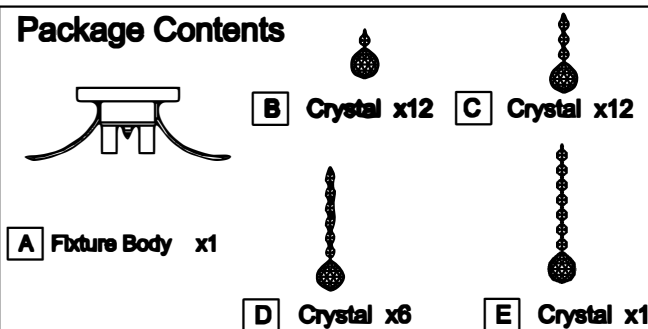 Package Contents
B Crystal x12
C Crystal x12
A Fixture Body x1
D Crystal x6
E Crystal x1